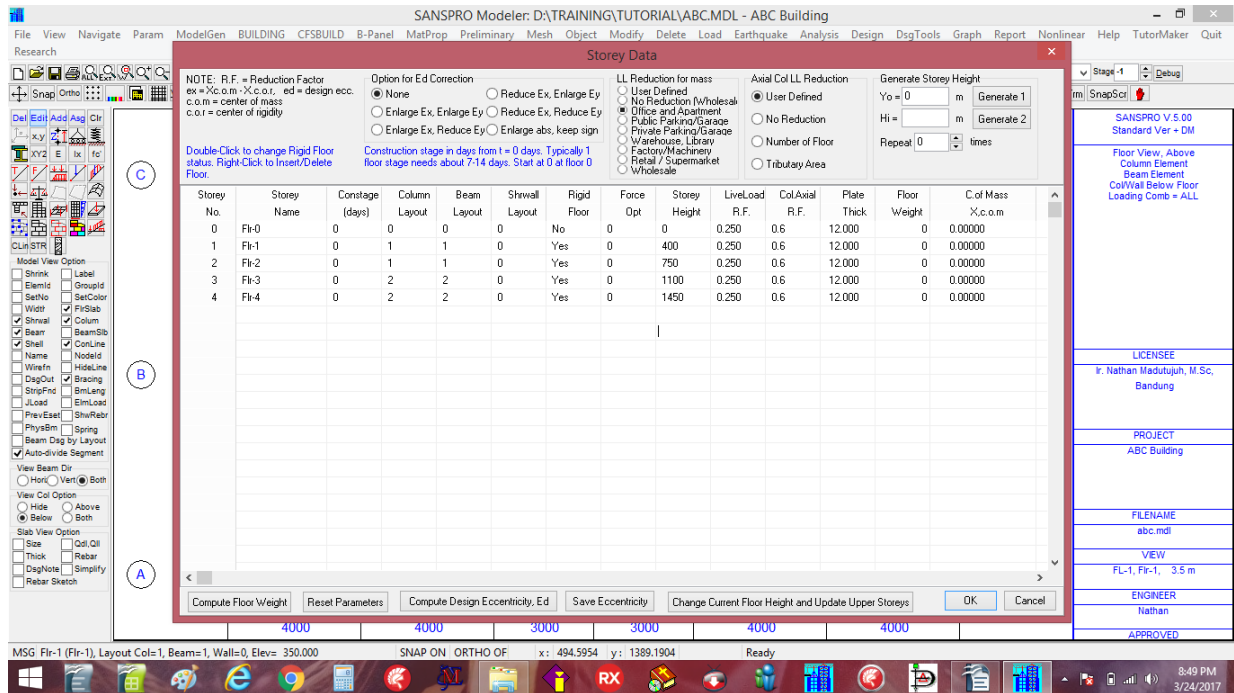 SANSPRO Modeler: D:\TRAINING\TUTORIAL\ABC.MDL - ABC Building
File View Navigate Param ModelGen BUILDING CFSBUILD B-Panel MatProp Preliminary Mesh Object Modify Delete Load Earthquake Analysis Design DsgTools Graph Report Nonlinear Help TutorMaker Quit
Research
Storey Data
Snap Ortho
Stage -1 Debug
SnapScr
Del Edit Add Asg Clr
x,y
XY2 E Ix fc'
CLin STR
Model View Option
Shrink Label
ElemId GroupId
SetNo SetColor
Width FlrSlab
Shrwal Colum
Beam BeamSlb
Shell ConLine
Name NodeId
Wirefn HideLine
DsgOut Bracing
StripFnd BmLeng
JLoad ElmLoad
PrevEset ShwRebr
PhysBm Spring
Beam Dsg by Layout
Auto-divide Segment
View Beam Dir
Hori Vert Both
View Col Option
Hide Above
Below Both
Slab View Option
Size Qdl,Qll
Thick Rebar
DsgNote Simplify
Rebar Sketch
C
B
A
NOTE: R.F. = Reduction Factor
ex = Xc.o.m - X.c.o.r, ed = design ecc.
c.o.m = center of mass
c.o.r = center of rigidity
Double-Click to change Rigid Floor
status. Right-Click to Insert/Delete
Floor.
Option for Ed Correction
None Reduce Ex, Enlarge Ey
Enlarge Ex, Enlarge Ey Reduce Ex, Reduce Ey
Enlarge Ex, Reduce Ey Enlarge abs, keep sign
Construction stage in days from t = 0 days. Typically 1
floor stage needs about 7-14 days. Start at 0 at floor 0
LL Reduction for mass
User Defined
No Reduction (Wholesale
Office and Apartment
Public Parking/Garage
Private Parking/Garage
Warehouse, Library
Factory/Machinery
Retail / Supermarket
Wholesale
Axial Col LL Reduction
User Defined
No Reduction
Number of Floor
Tributary Area
Generate Storey Height
Yo = 0 m Generate 1
Hi = m Generate 2
Repeat 0 times
Storey Storey Constage Column Beam Shrwall Rigid Force Storey LiveLoad Col.Axial Plate Floor C.of Mass
No. Name (days) Layout Layout Layout Floor Opt Height R.F. R.F. Thick Weight X,c.o.m
0 Flr-0 0 0 0 0 No 0 0 0.250 0.6 12.000 0 0.00000
1 Flr-1 0 1 1 0 Yes 0 400 0.250 0.6 12.000 0 0.00000
2 Flr-2 0 1 1 0 Yes 0 750 0.250 0.6 12.000 0 0.00000
3 Flr-3 0 2 2 0 Yes 0 1100 0.250 0.6 12.000 0 0.00000
4 Flr-4 0 2 2 0 Yes 0 1450 0.250 0.6 12.000 0 0.00000
Compute Floor Weight Reset Parameters Compute Design Eccentricity, Ed Save Eccentricity Change Current Floor Height and Update Upper Storeys OK Cancel
4000 4000 3000 3000 4000 4000
SANSPRO V.5.00
Standard Ver + DM
Floor View, Above
Column Element
Beam Element
Col/Wall Below Floor
Loading Comb = ALL
LICENSEE
Ir. Nathan Madutujuh, M.Sc,
Bandung
PROJECT
ABC Building
FILENAME
abc.mdl
VIEW
FL-1, Flr-1, 3.5 m
ENGINEER
Nathan
APPROVED
MSG Flr-1 (Flr-1), Layout Col=1, Beam=1, Wall=0, Elev= 350.000 SNAP ON ORTHO OF x: 494.5954 y: 1389.1904 Ready
RX
8:49 PM
3/24/2017